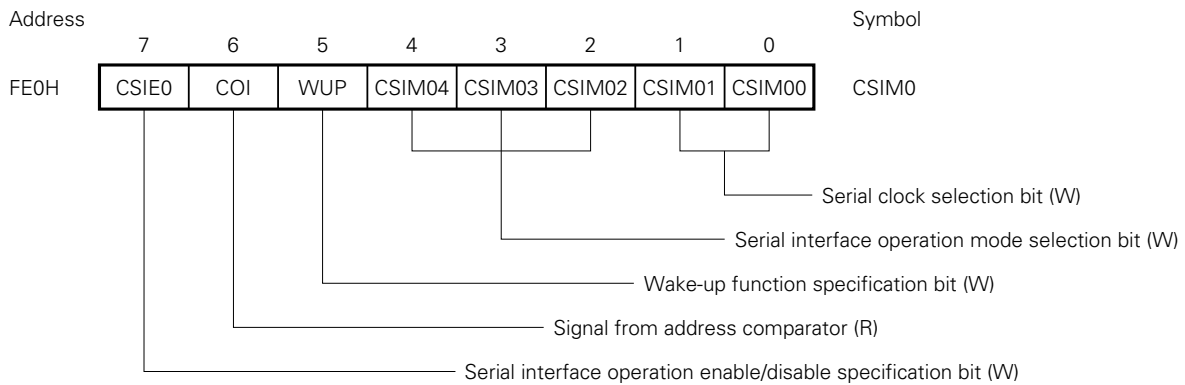 Address Symbol
7 6 5 4 3 2 1 0
FE0H CSIE0 COI WUP CSIM04 CSIM03 CSIM02 CSIM01 CSIM00 CSIM0
Serial clock selection bit (W)
Serial interface operation mode selection bit (W)
Wake-up function specification bit (W)
Signal from address comparator (R)
Serial interface operation enable/disable specification bit (W)